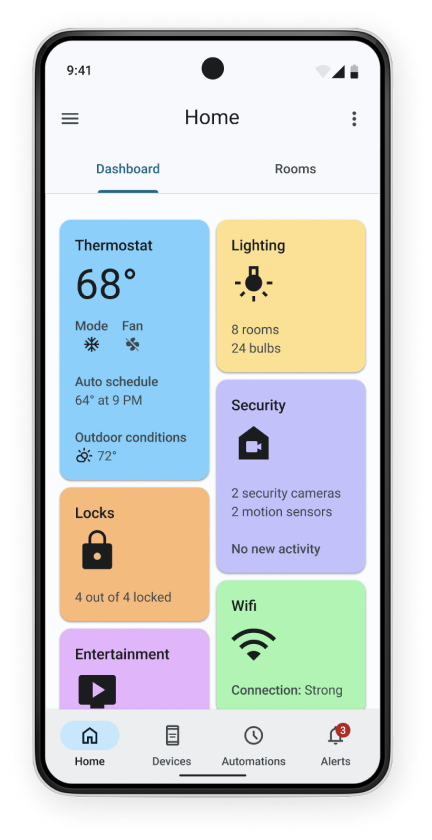 9:41
Home
Dashboard
Rooms
Thermostat
68°
Mode Fan
Auto schedule
64° at 9 PM
Outdoor conditions
72°
Lighting
8 rooms
24 bulbs
Security
2 security cameras
2 motion sensors
No new activity
Locks
4 out of 4 locked
Wifi
Connection: Strong
Entertainment
3
Home
Devices
Automations
Alerts